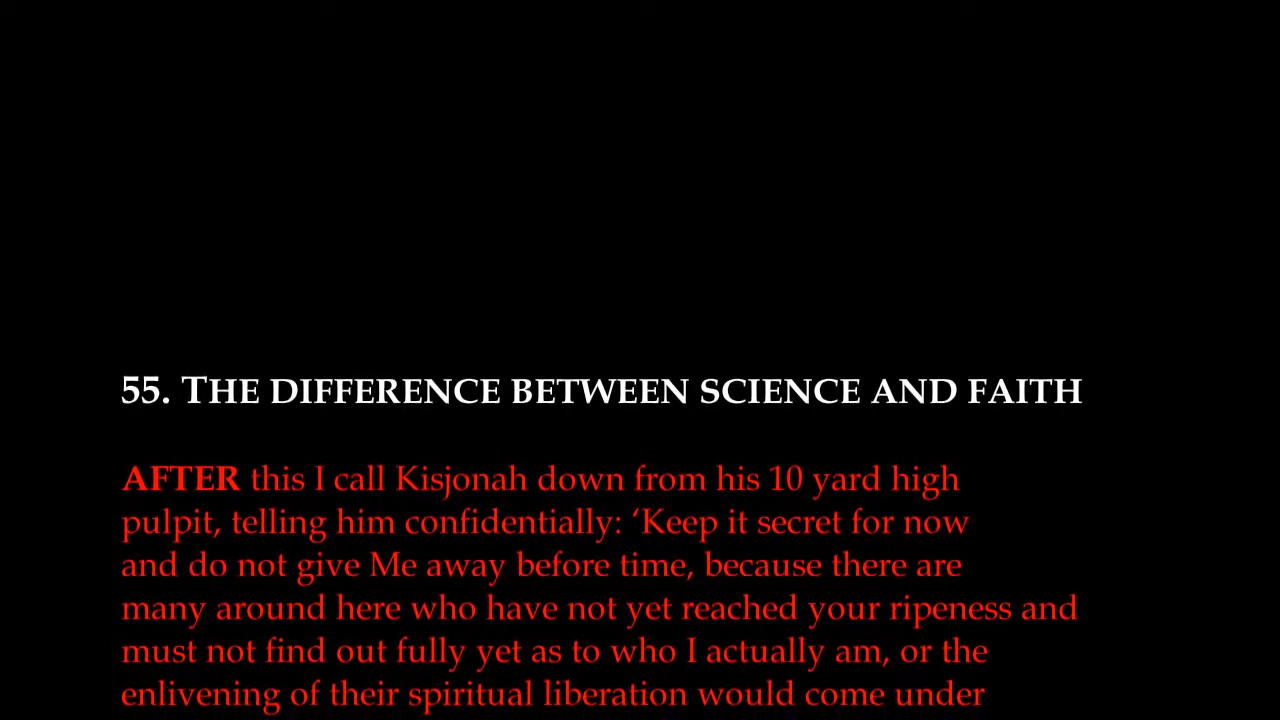 55. THE DIFFERENCE BETWEEN SCIENCE AND FAITH
AFTER this I call Kisjonah down from his 10 yard high
pulpit, telling him confidentially: ‘Keep it secret for now
and do not give Me away before time, because there are
many around here who have not yet reached your ripeness and
must not find out fully yet as to who I actually am, or the
enlivening of their spiritual liberation would come under